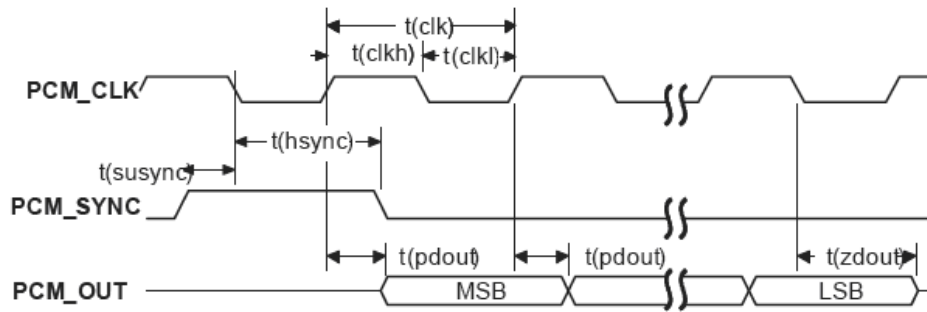 t(clk)
t(clkh)
t(clkl)
PCM_CLK
t(hsync)
t(susync)
PCM_SYNC
t(pdout)
t(pdout)
t(zdout)
PCM_OUT
MSB
LSB